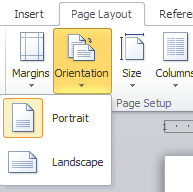 Insert Page Layout Refere
Margins Orientation Size Columns
Portrait Page Setup
Landscape